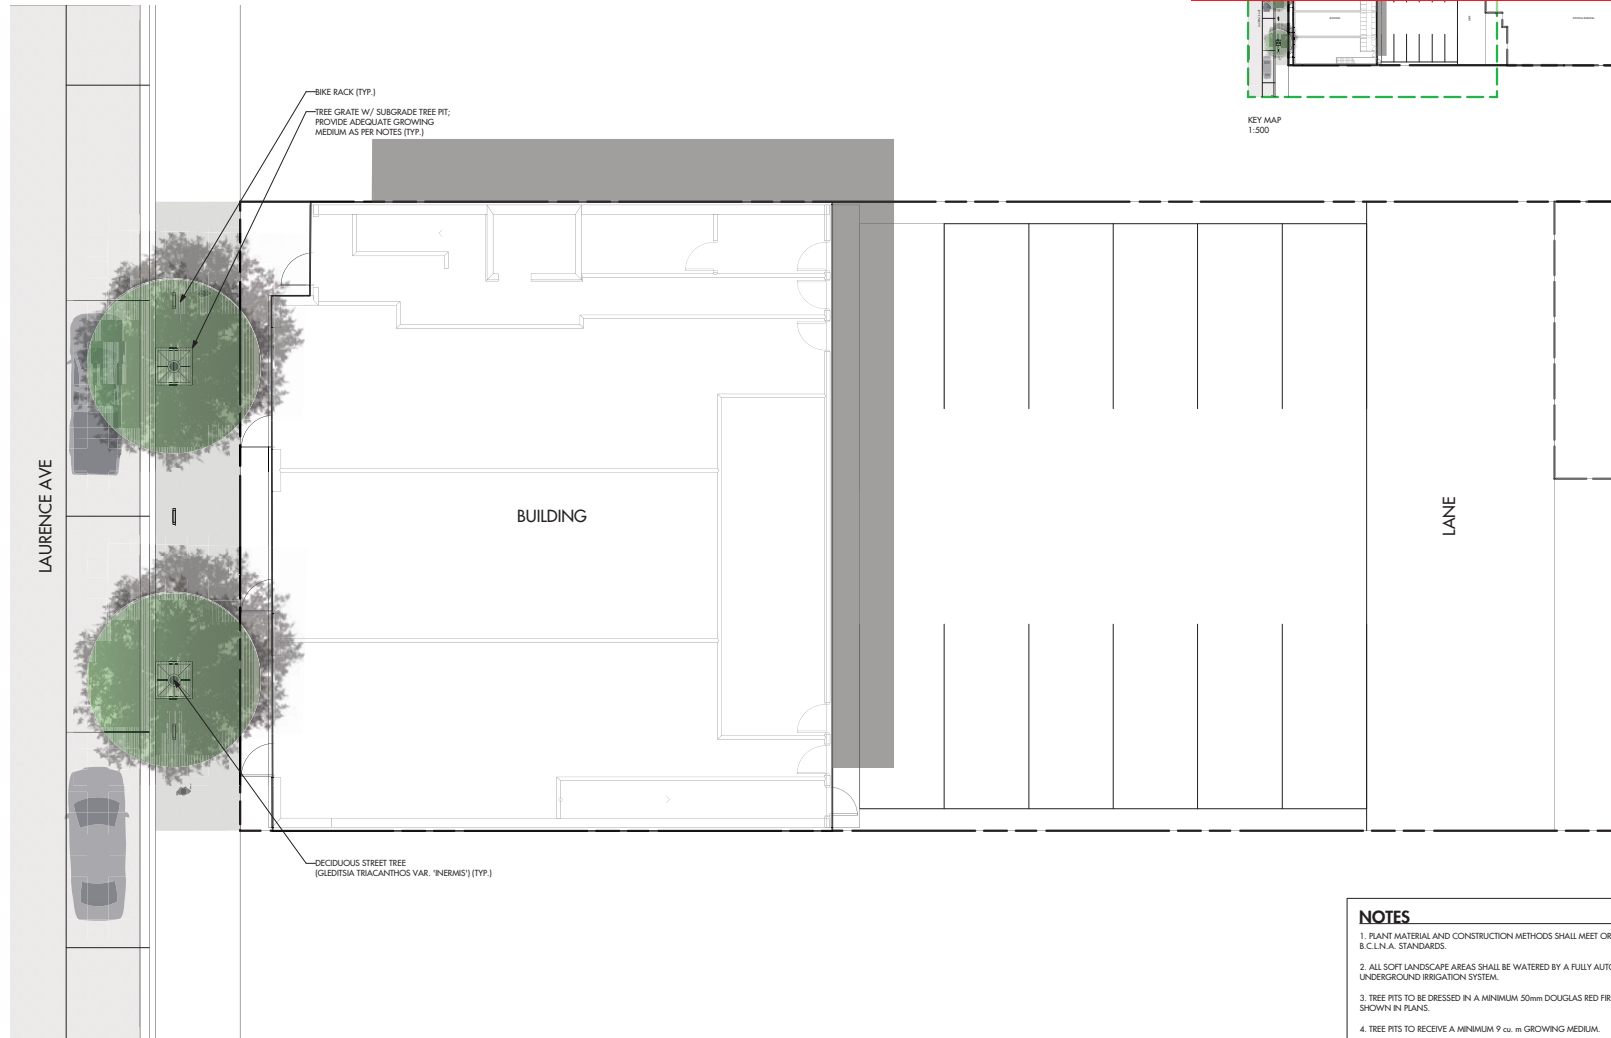 BIKE RACK (TYP.)
TREE GRATE W/ SUBGRADE TREE PIT;
PROVIDE ADEQUATE GROWING
MEDIUM AS PER NOTES (TYP.)
KEY MAP
1:500
LAURENCE AVE
BUILDING
LANE
DECIDUOUS STREET TREE
(GLEDITSIA TRIACANTHOS VAR. 'INERMIS') (TYP.)
NOTES
1. PLANT MATERIAL AND CONSTRUCTION METHODS SHALL MEET OR
B.C.L.N.A. STANDARDS.
2. ALL SOFT LANDSCAPE AREAS SHALL BE WATERED BY A FULLY AUTO
UNDERGROUND IRRIGATION SYSTEM.
3. TREE PITS TO BE DRESSED IN A MINIMUM 50mm DOUGLAS RED FIR
SHOWN IN PLANS.
4. TREE PITS TO RECEIVE A MINIMUM 9 cu. m GROWING MEDIUM.